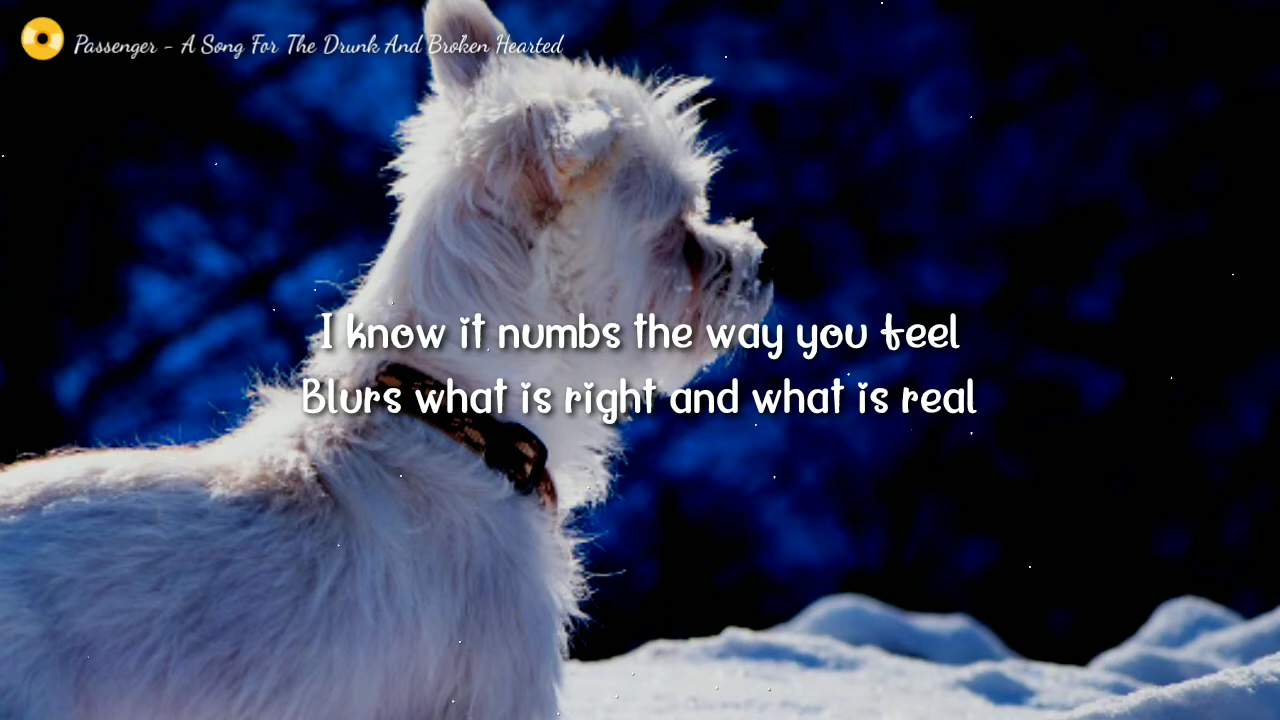 Passenger - A Song For The Drunk And Broken Hearted
I know it numbs the way you feel
Blurs what is right and what is real